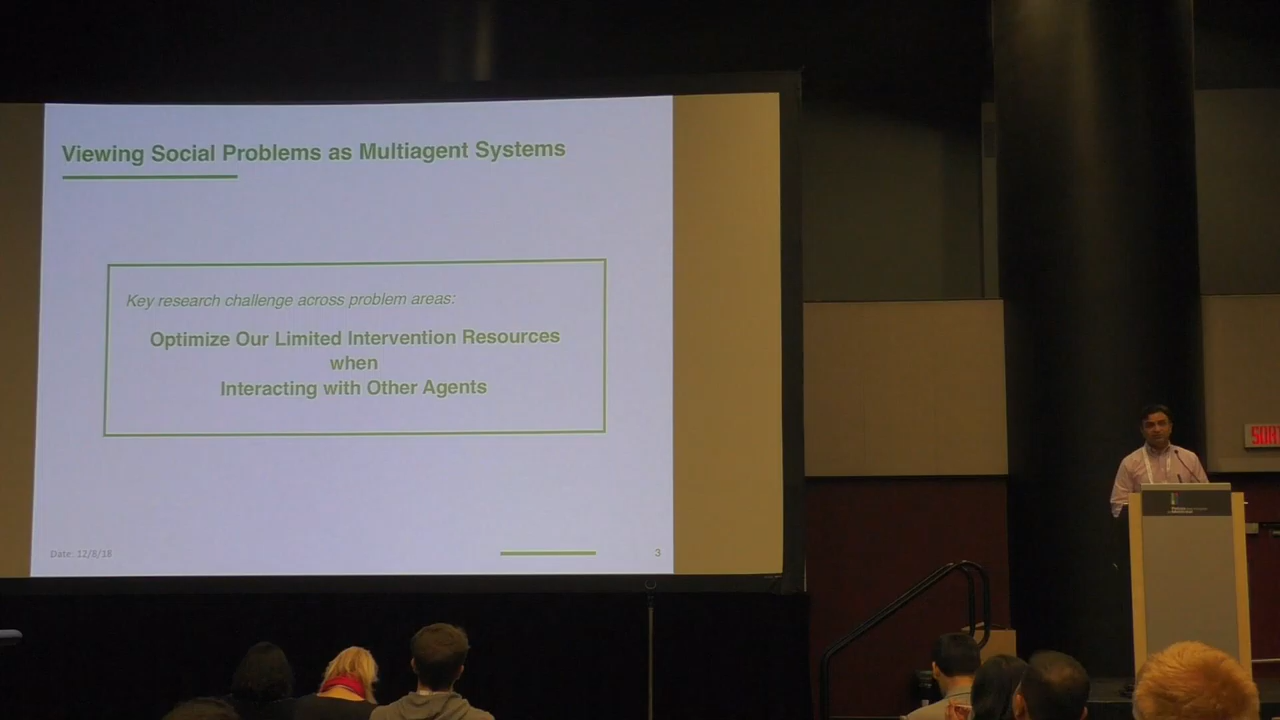 Viewing Social Problems as Multiagent Systems
Key research challenge across problem areas:
Optimize Our Limited Intervention Resources
when
Interacting with Other Agents
Date: 12/8/18
3